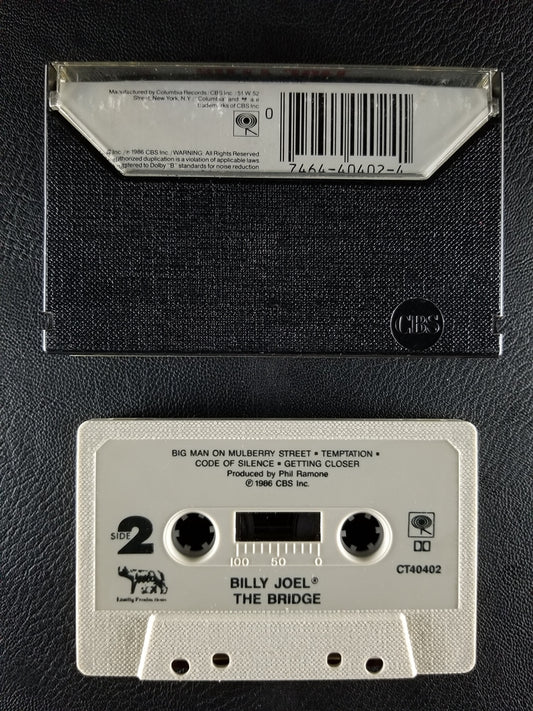 Manufactured by Columbia Records/CBS Inc./51 W 52
Street, New York, N.Y./"Columbia" and are
trademarks of CBS Inc.
0
Inc./℗ 1986 CBS Inc./WARNING: All Rights Reserved
authorized duplication is a violation of applicable laws
to Dolby "B" standards for noise reduction
7464-40402-4
CBS
BIG MAN ON MULBERRY STREET • TEMPTATION •
CODE OF SILENCE • GETTING CLOSER
Produced by Phil Ramone
℗ 1986 CBS Inc.
SIDE 2
100 50 0
CT40402
Family Productions
BILLY JOEL®
THE BRIDGE